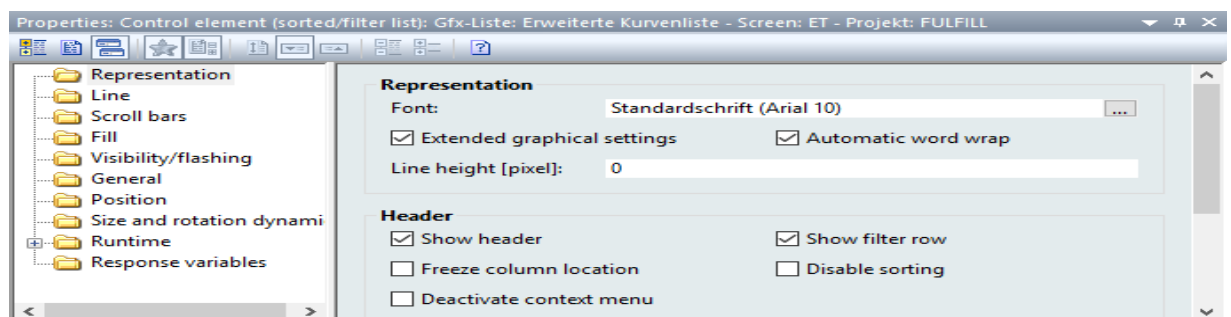 Properties: Control element (sorted/filter list): Gfx-Liste: Erweiterte Kurvenliste - Screen: ET - Projekt: FULFILL
Representation
Line
Scroll bars
Fill
Visibility/flashing
General
Position
Size and rotation dynami
Runtime
Response variables
Representation
Font: Standardschrift (Arial 10) ...
Extended graphical settings Automatic word wrap
Line height [pixel]: 0
Header
Show header Show filter row
Freeze column location Disable sorting
Deactivate context menu